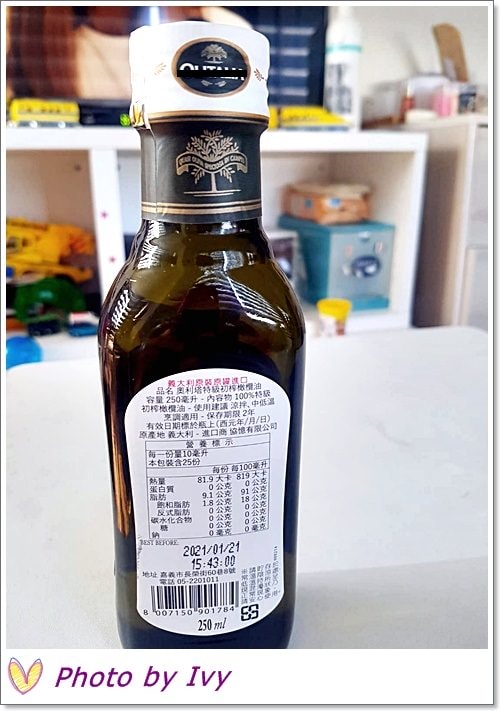 義大利原裝原罐進口
品名 奧利塔特級初榨橄欖油
容量 250毫升 - 內容物 100%特級
初榨橄欖油 - 使用建議 涼拌、中低溫
烹調適用 - 保存期限 2年
有效日期標於瓶上(西元年/月/日)
原產地 義大利 - 進口商 協憶有限公司
營養標示
每一份量10毫升
本包裝含25份
每份 每100毫升
熱量 81.9 大卡 819 大卡
蛋白質 0 公克 0 公克
脂肪 9.1 公克 91 公克
飽和脂肪 1.8 公克 18 公克
反式脂肪 0 公克 0 公克
碳水化合物 0 公克 0 公克
糖 0 公克 0 公克
鈉 0 毫克 0 毫克
BEST BEFORE:
2021/01/21
15:43:00
地址 嘉義市長榮街60巷8號
電話 05-2201011
8 007150 901784
250 ml
Photo by Ivy